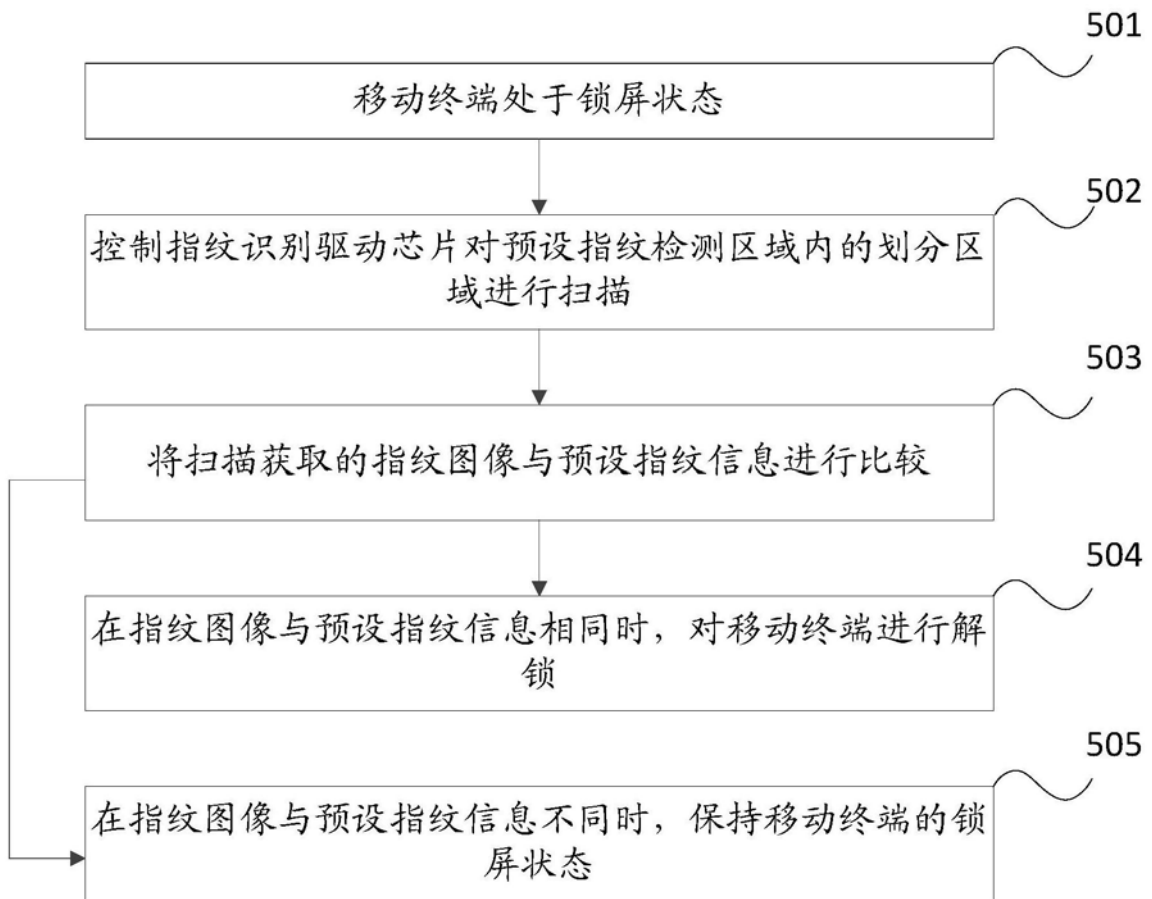 501
移动终端处于锁屏状态
502
控制指纹识别驱动芯片对预设指纹检测区域内的划分区
域进行扫描
503
将扫描获取的指纹图像与预设指纹信息进行比较
504
在指纹图像与预设指纹信息相同时，对移动终端进行解
锁
505
在指纹图像与预设指纹信息不同时，保持移动终端的锁
屏状态